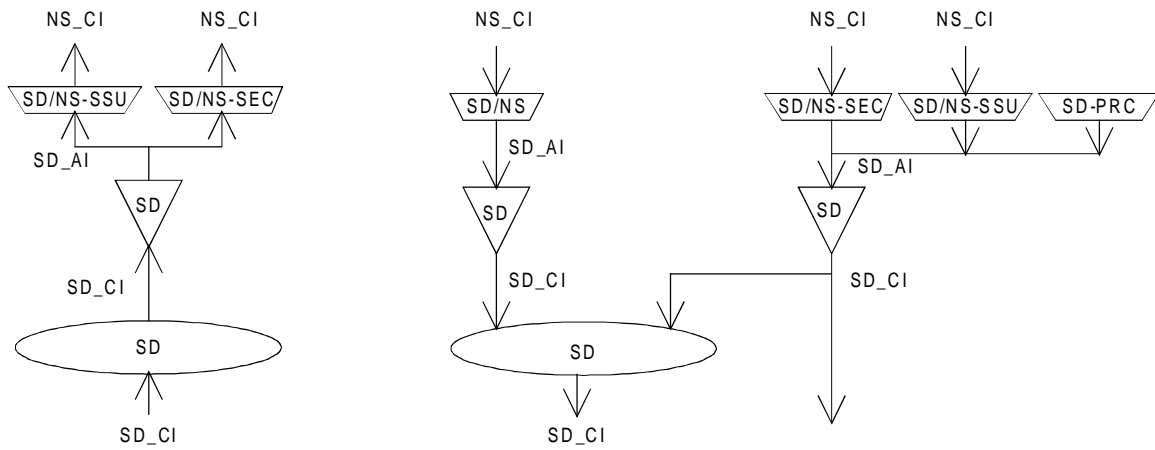 NS_CI NS_CI NS_CI NS_CI NS_CI
SD/NS-SSU SD/NS-SEC SD/NS SD/NS-SEC SD/NS-SSU SD-PRC
SD_AI SD_AI SD_AI
SD SD SD
SD_CI SD_CI SD_CI
SD SD
SD_CI SD_CI